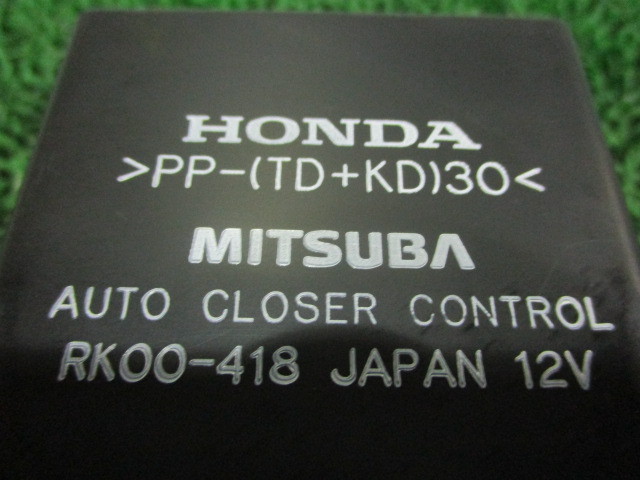 HONDA
>PP-(TD+KD)30<
MITSUBA
AUTO CLOSER CONTROL
RK00-418 JAPAN 12V